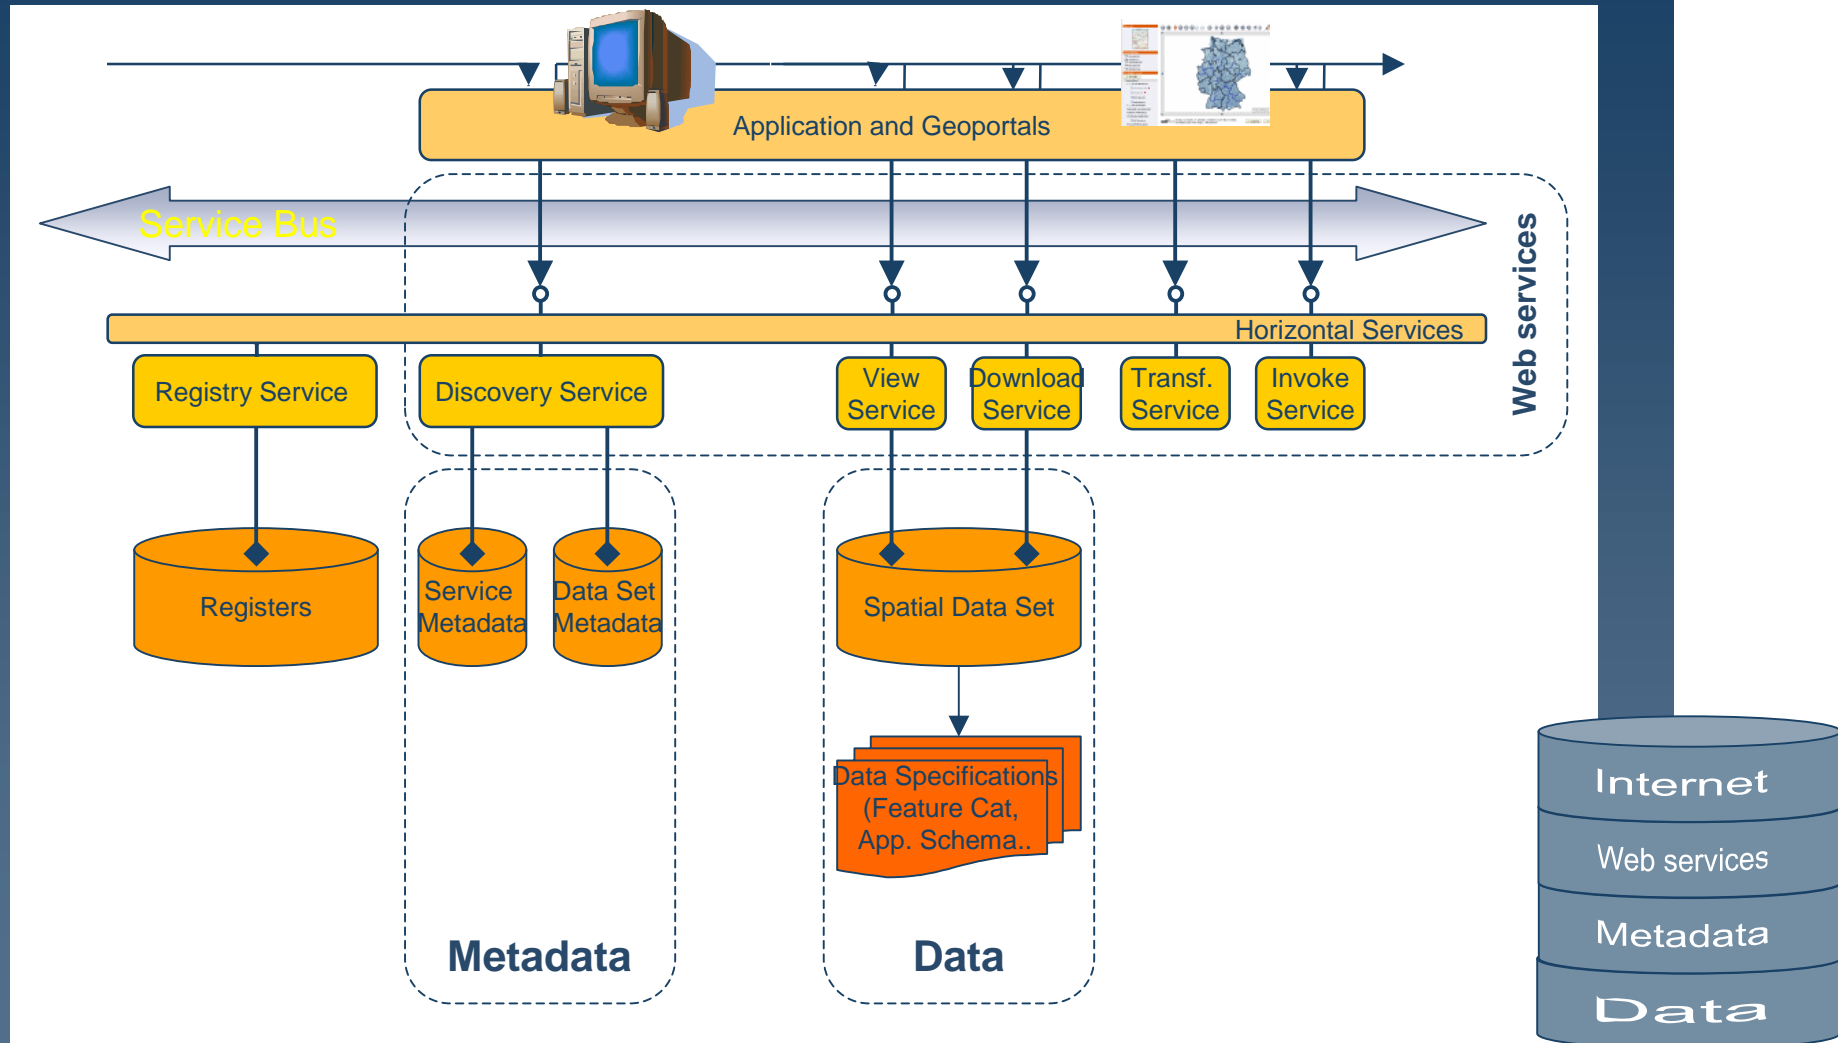 Application and Geoportals
Service Bus
Web services
Horizontal Services
Registry Service
Discovery Service
View
Service
Download
Service
Transf.
Service
Invoke
Service
Registers
Service
Metadata
Data Set
Metadata
Spatial Data Set
Data Specifications
(Feature Cat,
App. Schema..
Metadata
Data
Internet
Web services
Metadata
Data